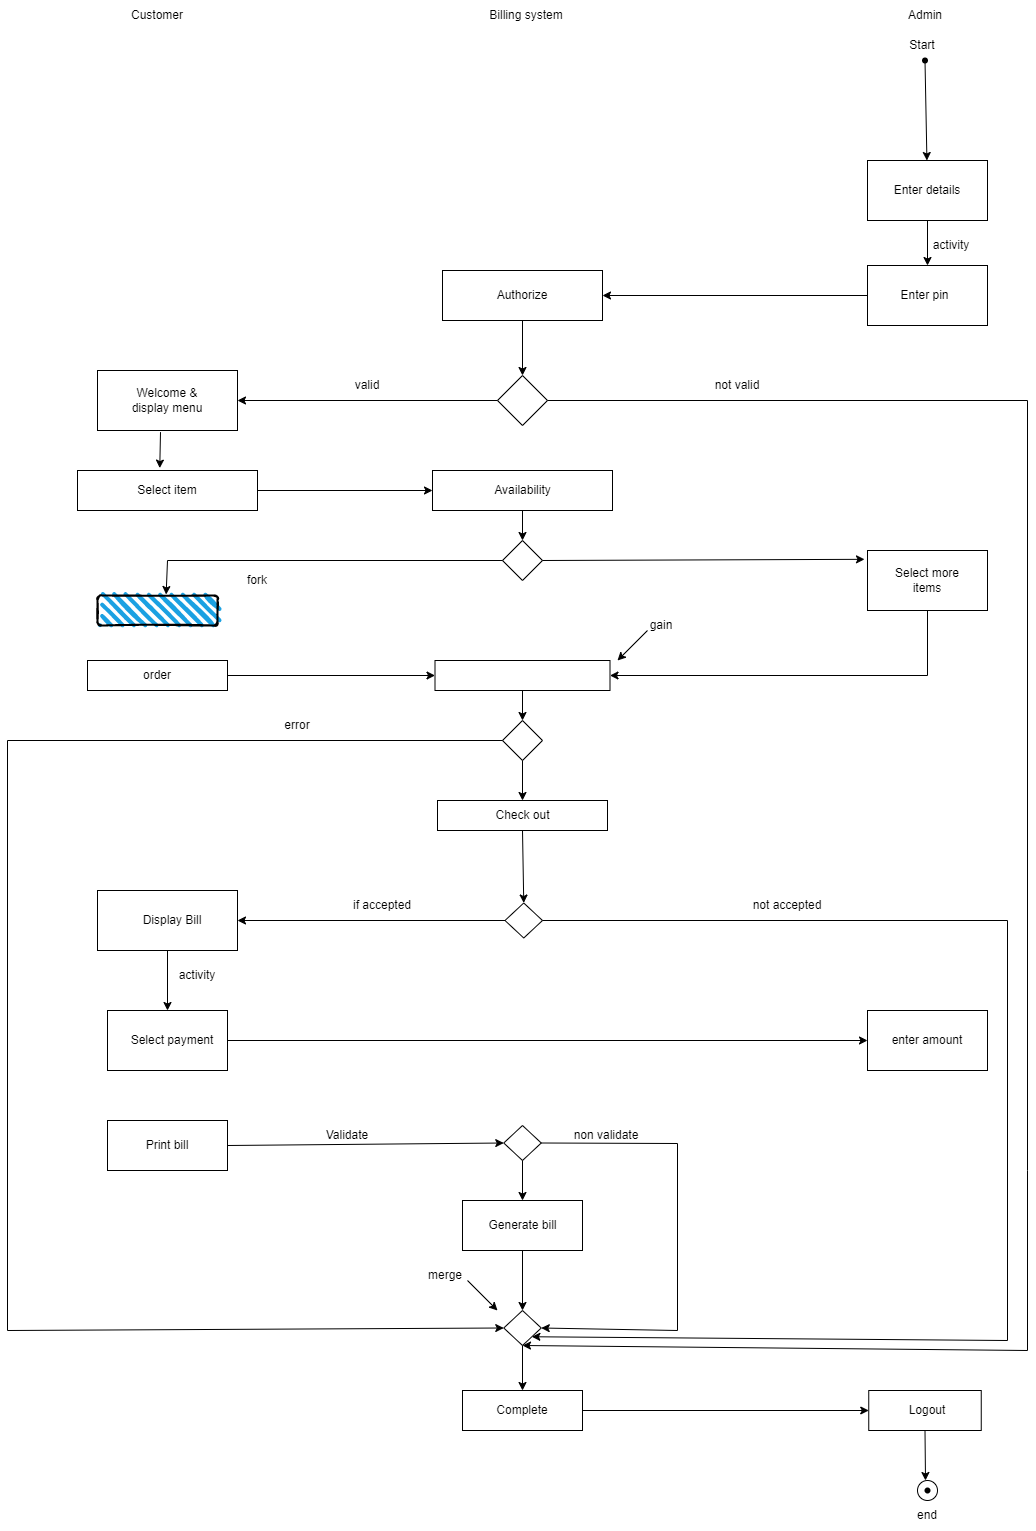 Customer
Billing system
Admin
Start
Enter details
activity
Enter pin
Authorize
valid
not valid
Welcome &
display menu
Select item
Availability
fork
Select more
items
gain
order
error
Check out
if accepted
not accepted
Display Bill
activity
Select payment
enter amount
Print bill
Validate
non validate
Generate bill
merge
Complete
Logout
end